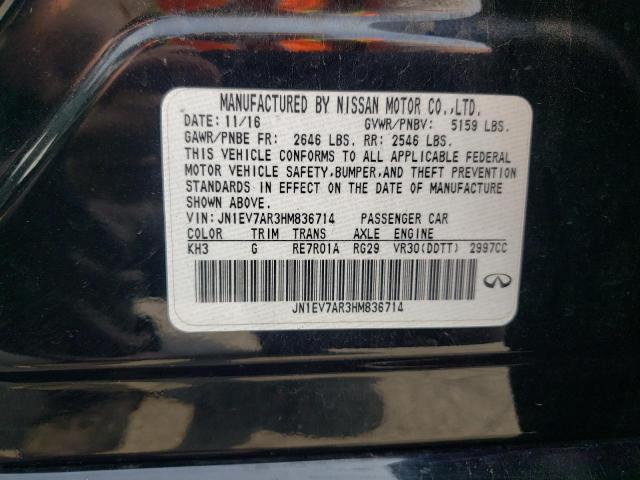 MANUFACTURED BY NISSAN MOTOR CO.,LTD.
DATE: 11/16 GVWR/PNBV: 5159 LBS.
GAWR/PNBE FR: 2646 LBS. RR: 2546 LBS.
THIS VEHICLE CONFORMS TO ALL APPLICABLE FEDERAL
MOTOR VEHICLE SAFETY,BUMPER,AND THEFT PREVENTION
STANDARDS IN EFFECT ON THE DATE OF MANUFACTURE
SHOWN ABOVE.
VIN: JN1EV7AR3HM836714 PASSENGER CAR
COLOR TRIM TRANS AXLE ENGINE
KH3 G RE7R01A RG29 VR30(DDTT) 2997CC
JN1EV7AR3HM836714